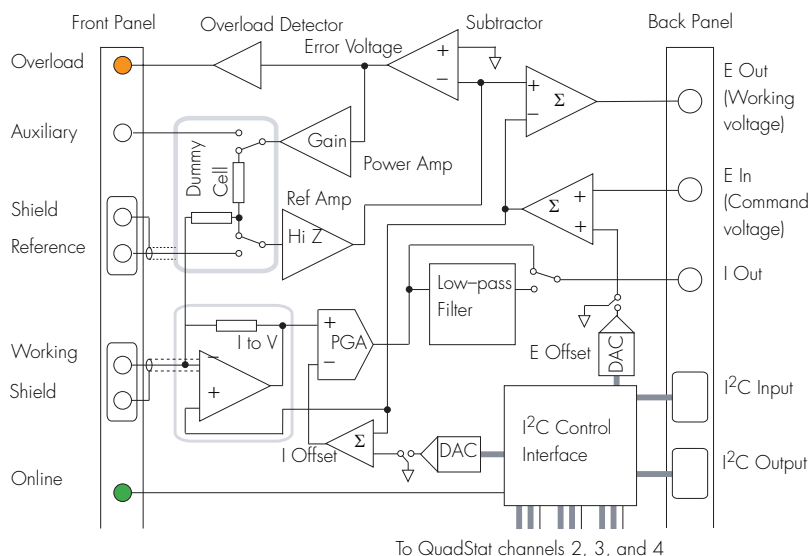 Front Panel
Overload Detector
Subtractor
Back Panel
Error Voltage
Overload
+
−
+
−
Σ
E Out
(Working
voltage)
Auxiliary
Gain
Power Amp
Dummy
Cell
Ref Amp
Hi Z
Shield
Reference
Σ
+
+
E In
(Command
voltage)
I Out
Low–pass
Filter
I to V
+
PGA
−
Working
Shield
−
+
E Offset
DAC
I²C Input
I Offset
Σ
DAC
I²C Control
Interface
I²C Output
Online
To QuadStat channels 2, 3, and 4